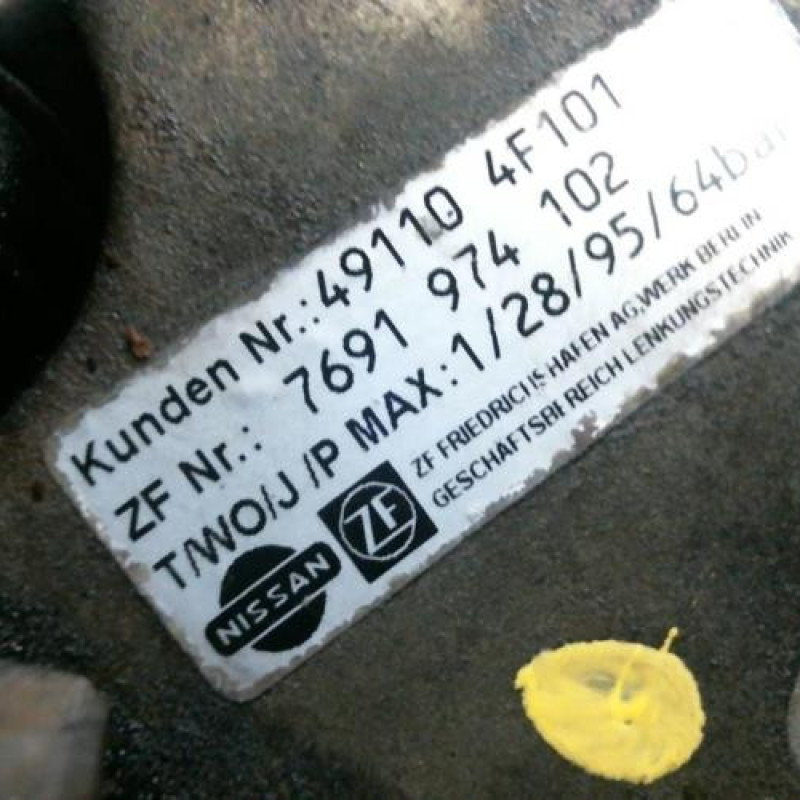 Kunden Nr.:49110 4F101
ZF Nr.: 7691 974 102
T/WO/J/P MAX:1/28/95/64bar
NISSAN
ZF
ZF FRIEDRICHSHAFEN AG,WERK BERLIN
GESCHÄFTSBEREICH LENKUNGSTECHNIK